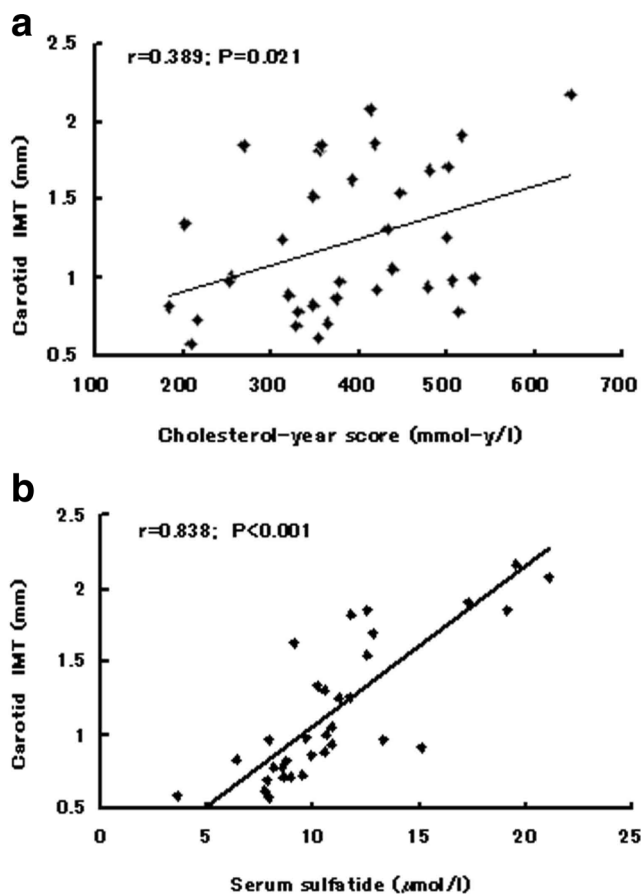 a
r=0.389; P=0.021
Carotid IMT (mm)
2.5
2
1.5
1
0.5
100 200 300 400 500 600 700
Cholesterol-year score (mmol-y/l)
b
r=0.838; P<0.001
Carotid IMT (mm)
2.5
2
1.5
1
0.5
0 5 10 15 20 25
Serum sulfatide (μmol/l)